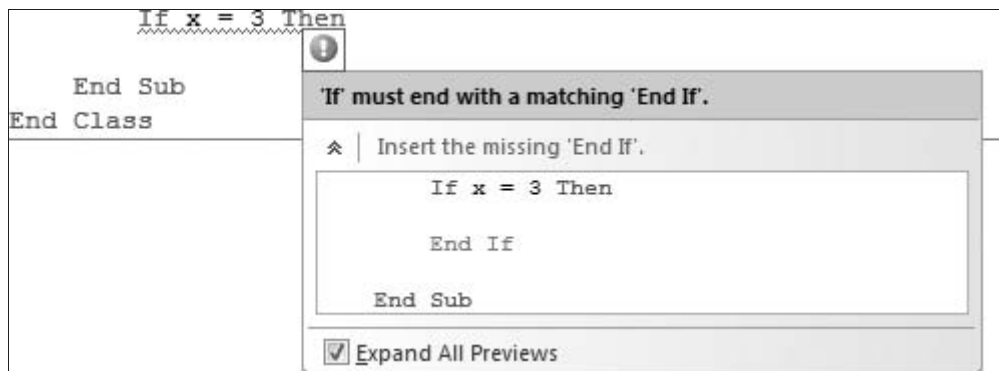 If x = 3 Then
End Sub
End Class
'If' must end with a matching 'End If'.
Insert the missing 'End If'.
If x = 3 Then
End If
End Sub
Expand All Previews